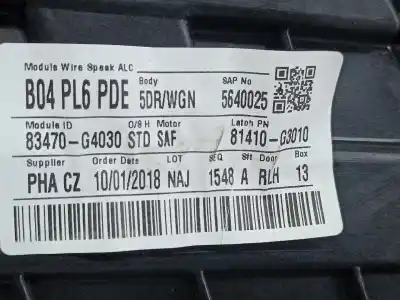 Module Wire Speak ALC Body SAP No
B04 PL6 PDE 5DR/WGN 5640025
Module ID O/S H Motor Latch PN
83470-G4030 STD SAF 81410-G3010
Supplier Order Date LOT SEQ Sft Door Box
PHA CZ 10/01/2018 NAJ 1548 A RLH 13